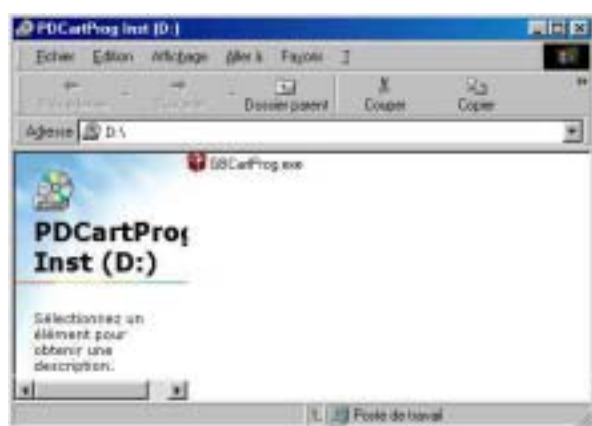 PDCartProg Inst (D:)
Fichier Edition Affichage Aller à Favoris ?
Dossier parent Couper Copier
Adresse D:\
GBCartProg.exe
PDCartProg
Inst (D:)
Sélectionnez un
élément pour
obtenir une
description.
Poste de travail